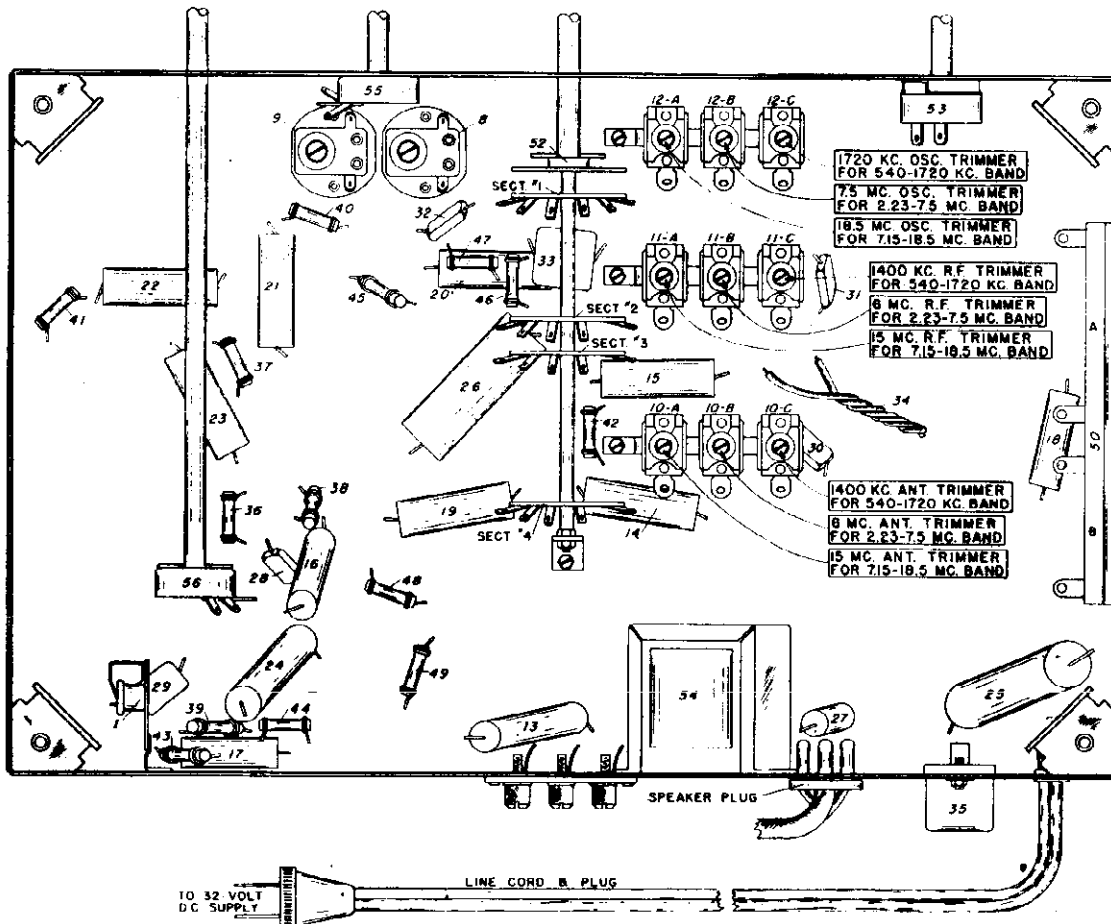 55
9
8
12-A 12-B 12-C
53
52
1720 KC. OSC. TRIMMER
FOR 540-1720 KC. BAND
7.5 MC. OSC. TRIMMER
FOR 2.23-7.5 MC. BAND
18.5 MC. OSC. TRIMMER
FOR 7.15-18.5 MC. BAND
SECT. #1
40
32
47
33
11-A 11-B 11-C
22
21
45
20
46
31
41
1400 KC. R.F. TRIMMER
FOR 540-1720 KC. BAND
6 MC. R.F. TRIMMER
FOR 2.23-7.5 MC. BAND
15 MC. R.F. TRIMMER
FOR 7.15-18.5 MC. BAND
A
SECT #2
SECT. #3
37
26
15
23
34
42
10-A 10-B 10-C
30
18
50
36
38
19
14
SECT #4
1400 KC. ANT. TRIMMER
FOR 540-1720 KC. BAND
6 MC. ANT. TRIMMER
FOR 2.23-7.5 MC. BAND
15 MC. ANT. TRIMMER
FOR 7.15-18.5 MC. BAND
B
28
16
56
48
24
49
54
29
1
39
44
13
27
25
43
17
SPEAKER PLUG
35
LINE CORD & PLUG
TO 32 VOLT
DC SUPPLY